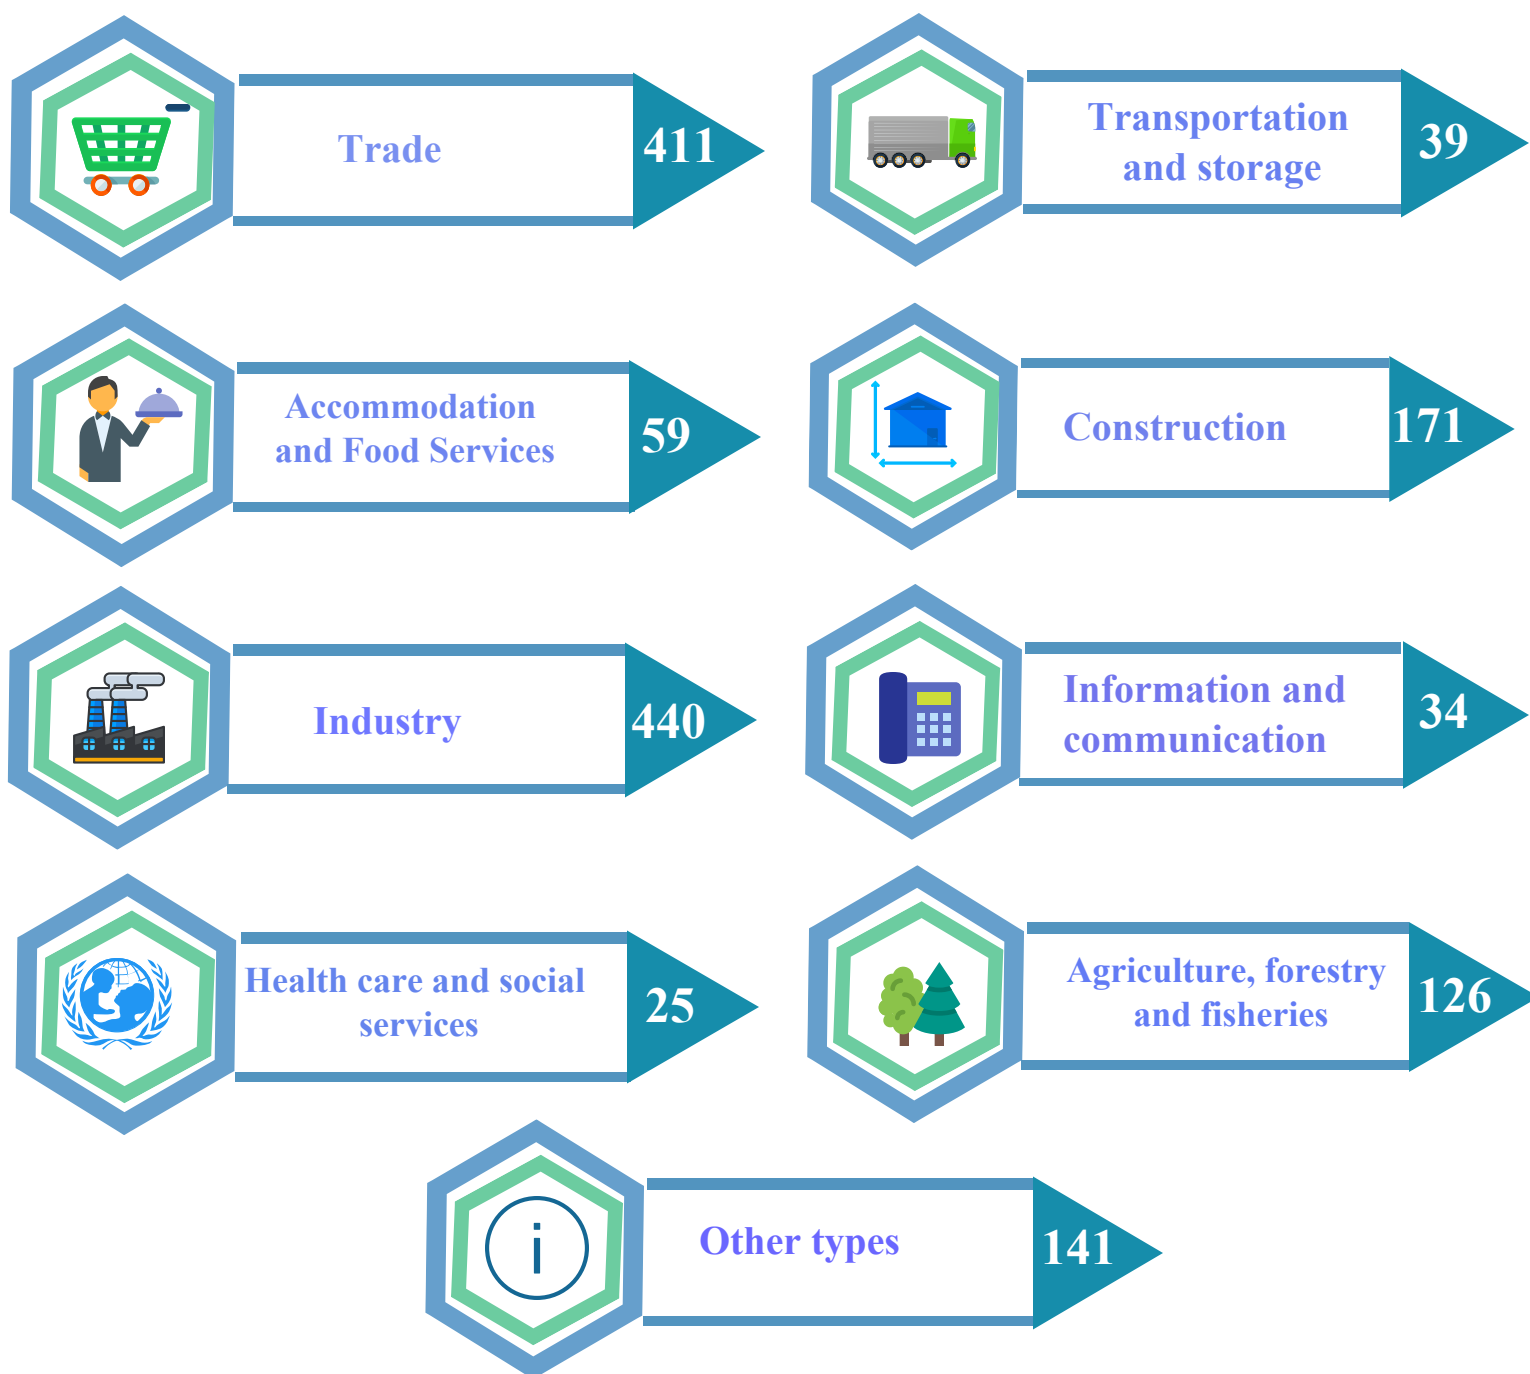 Trade
411
Transportation
and storage
39
Accommodation
and Food Services
59
Construction
171
Industry
440
Information and
communication
34
Health care and social
services
25
Agriculture, forestry
and fisheries
126
i
Other types
141